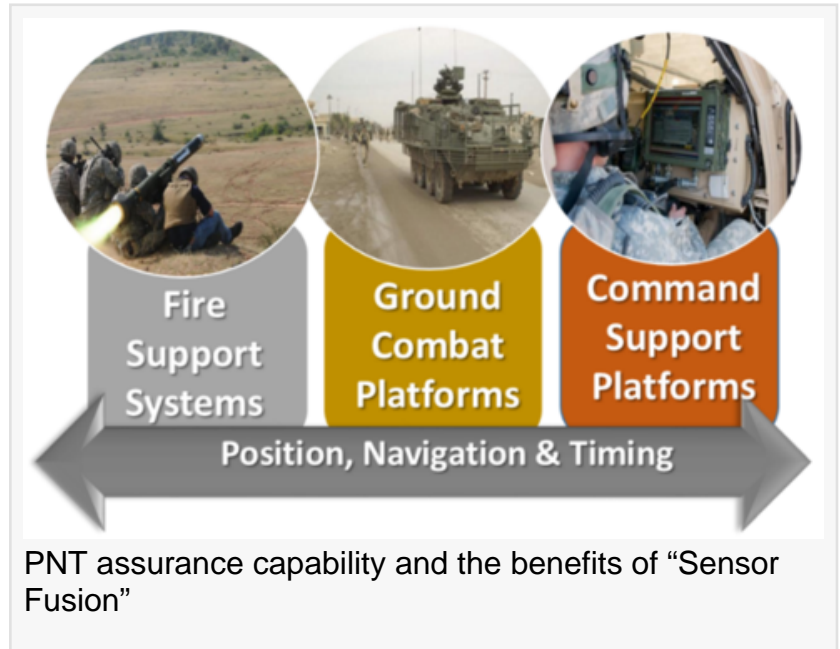 Fire
Support
Systems
Ground
Combat
Platforms
Command
Support
Platforms
Position, Navigation & Timing
PNT assurance capability and the benefits of “Sensor
Fusion”